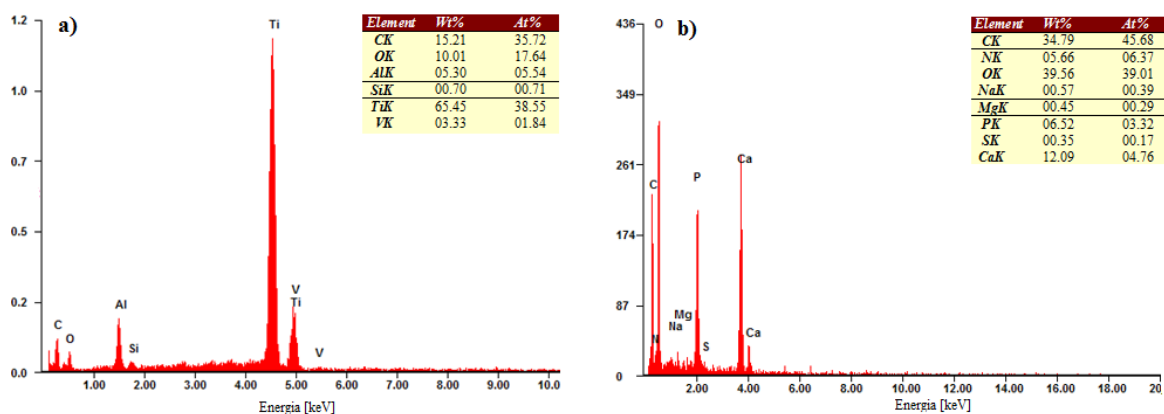 a)
Element Wt% At%
CK 15.21 35.72
OK 10.01 17.64
AlK 05.30 05.54
SiK 00.70 00.71
TiK 65.45 38.55
VK 03.33 01.84
1.2
1.0
0.7
0.5
0.2
0.0
C
O
Al
Si
Ti
V
Ti
V
1.00 2.00 3.00 4.00 5.00 6.00 7.00 8.00 9.00 10.0
Energia [keV]
b)
Element Wt% At%
CK 34.79 45.68
NK 05.66 06.37
OK 39.56 39.01
NaK 00.57 00.39
MgK 00.45 00.29
PK 06.52 03.32
SK 00.35 00.17
CaK 12.09 04.76
436
349
261
174
87
0
O
C
N
Na
Mg
P
S
Ca
Ca
2.00 4.00 6.00 8.00 10.00 12.00 14.00 16.00 18.00 20.0
Energia [keV]